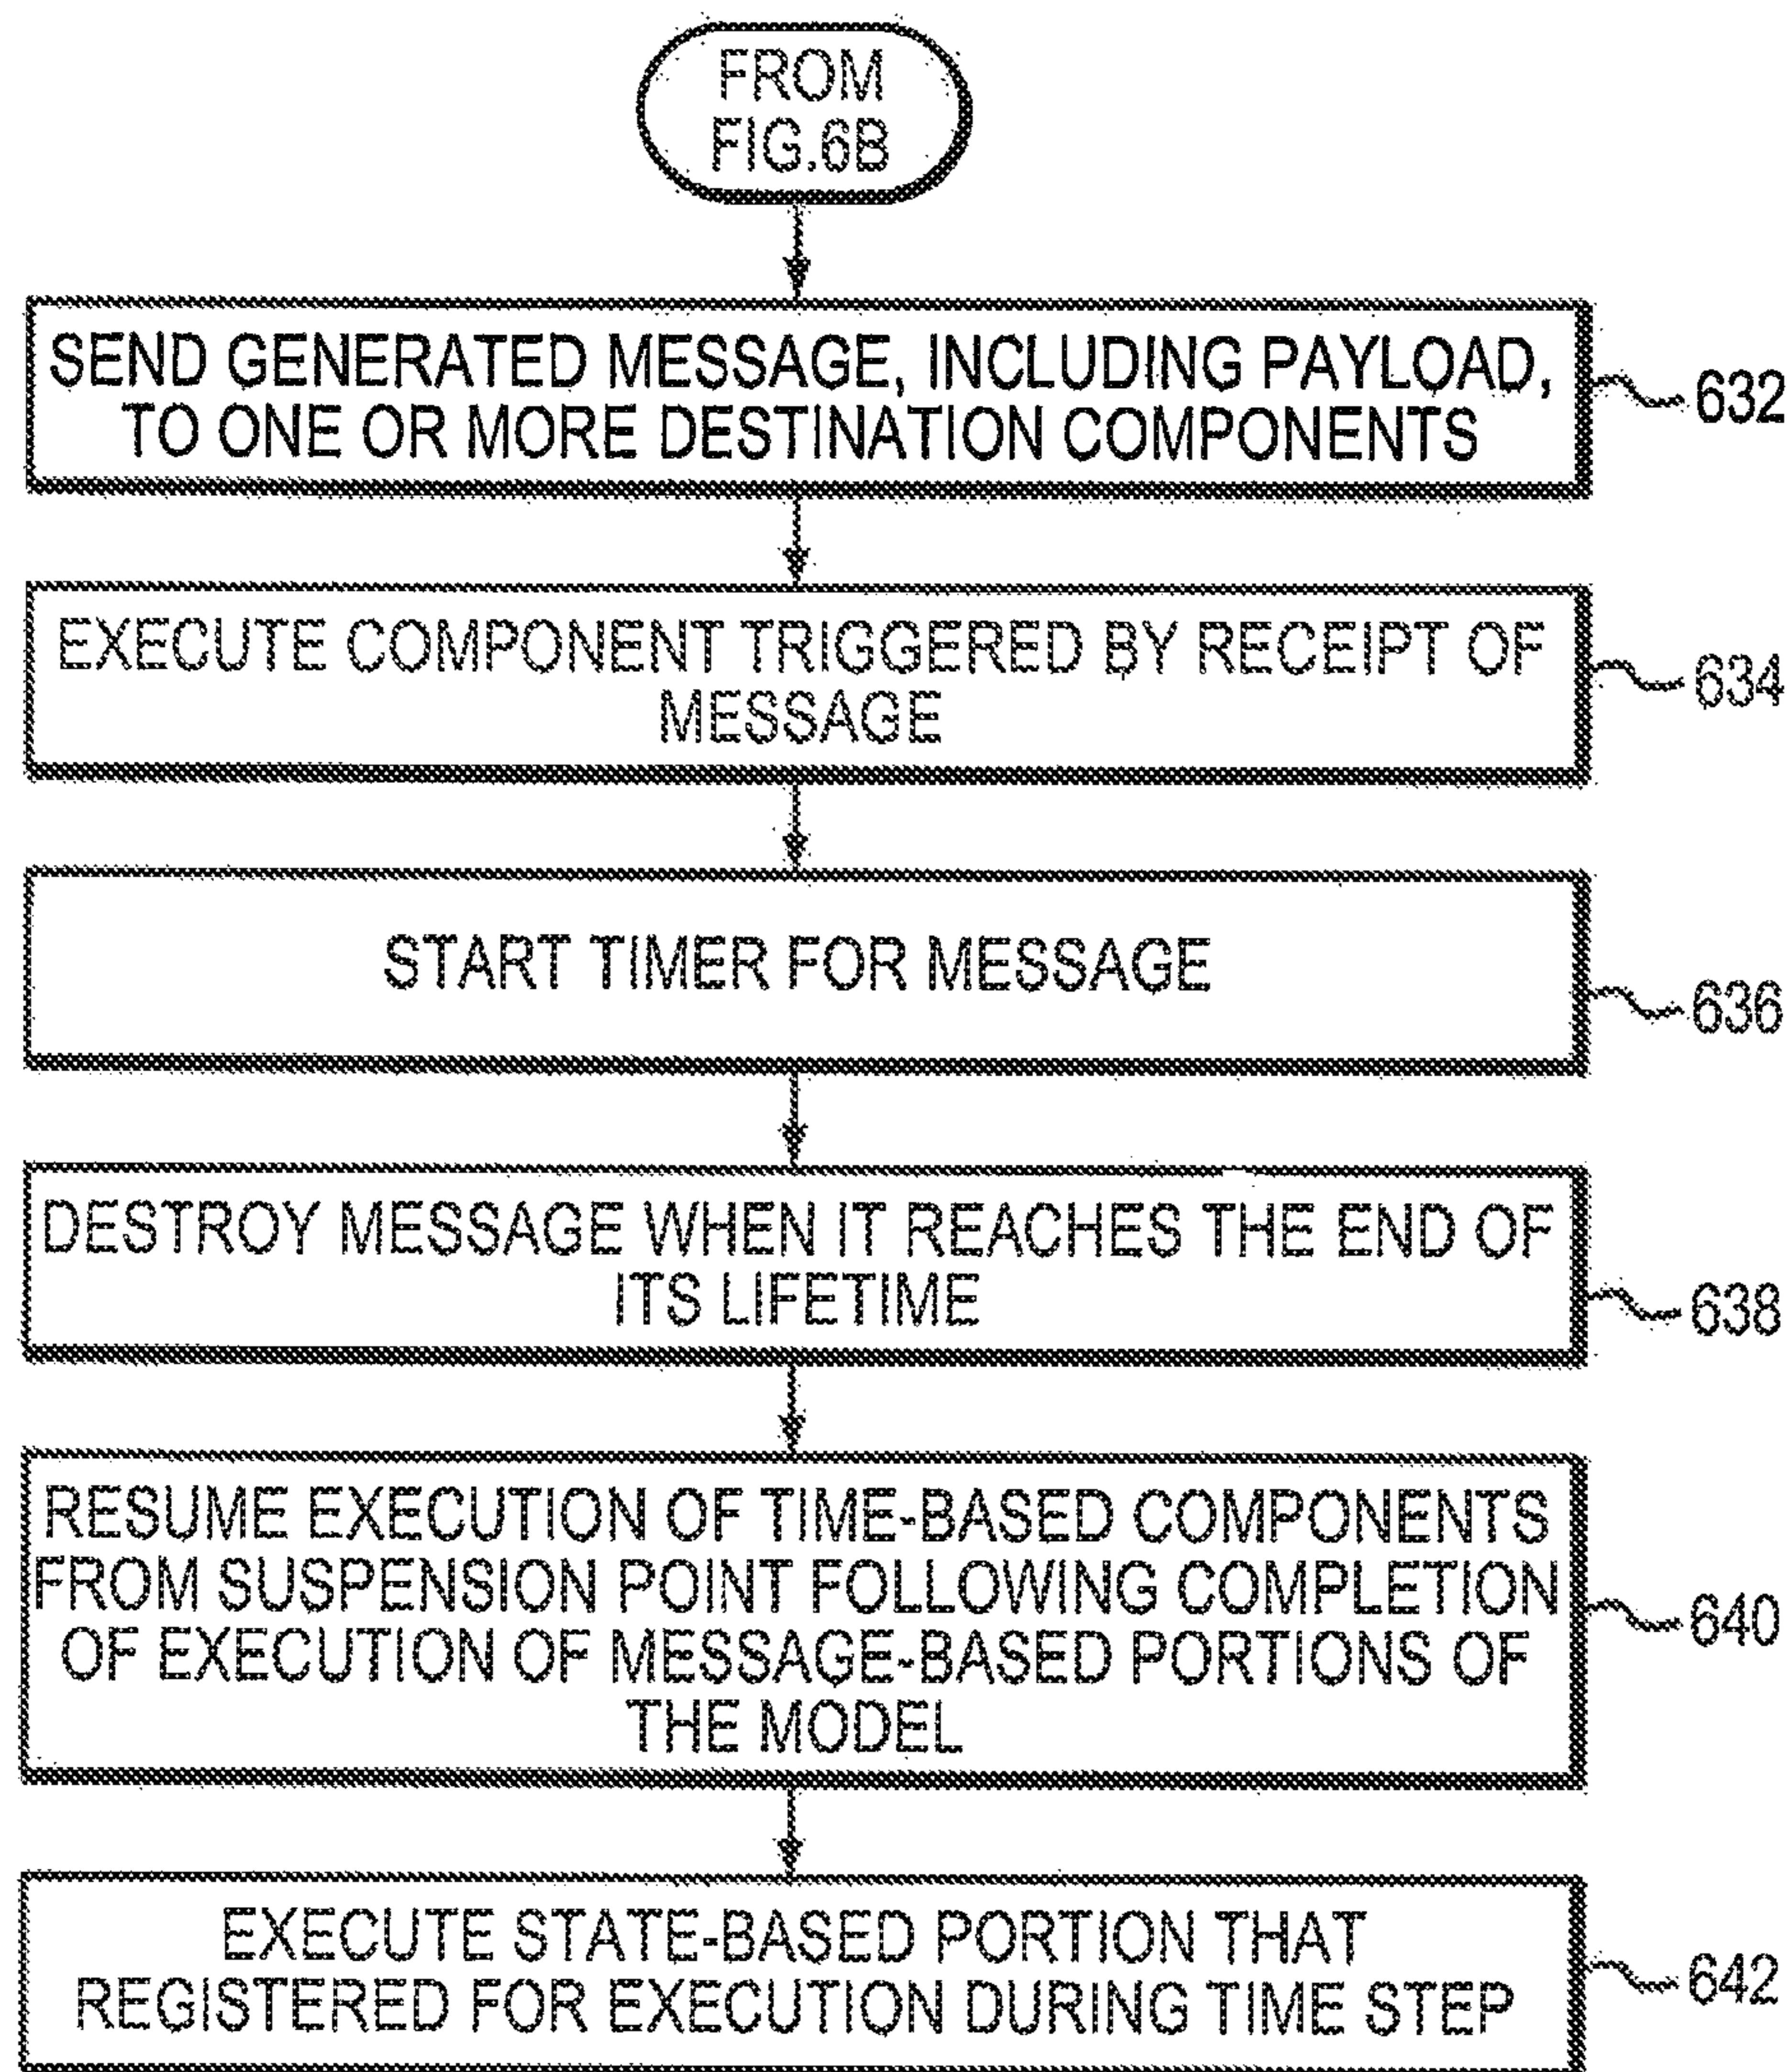 FROM
FIG.6B
SEND GENERATED MESSAGE, INCLUDING PAYLOAD,
TO ONE OR MORE DESTINATION COMPONENTS
632
EXECUTE COMPONENT TRIGGERED BY RECEIPT OF
MESSAGE
634
START TIMER FOR MESSAGE
636
DESTROY MESSAGE WHEN IT REACHES THE END OF
ITS LIFETIME
638
RESUME EXECUTION OF TIME-BASED COMPONENTS
FROM SUSPENSION POINT FOLLOWING COMPLETION
OF EXECUTION OF MESSAGE-BASED PORTIONS OF
THE MODEL
640
EXECUTE STATE-BASED PORTION THAT
REGISTERED FOR EXECUTION DURING TIME STEP
642